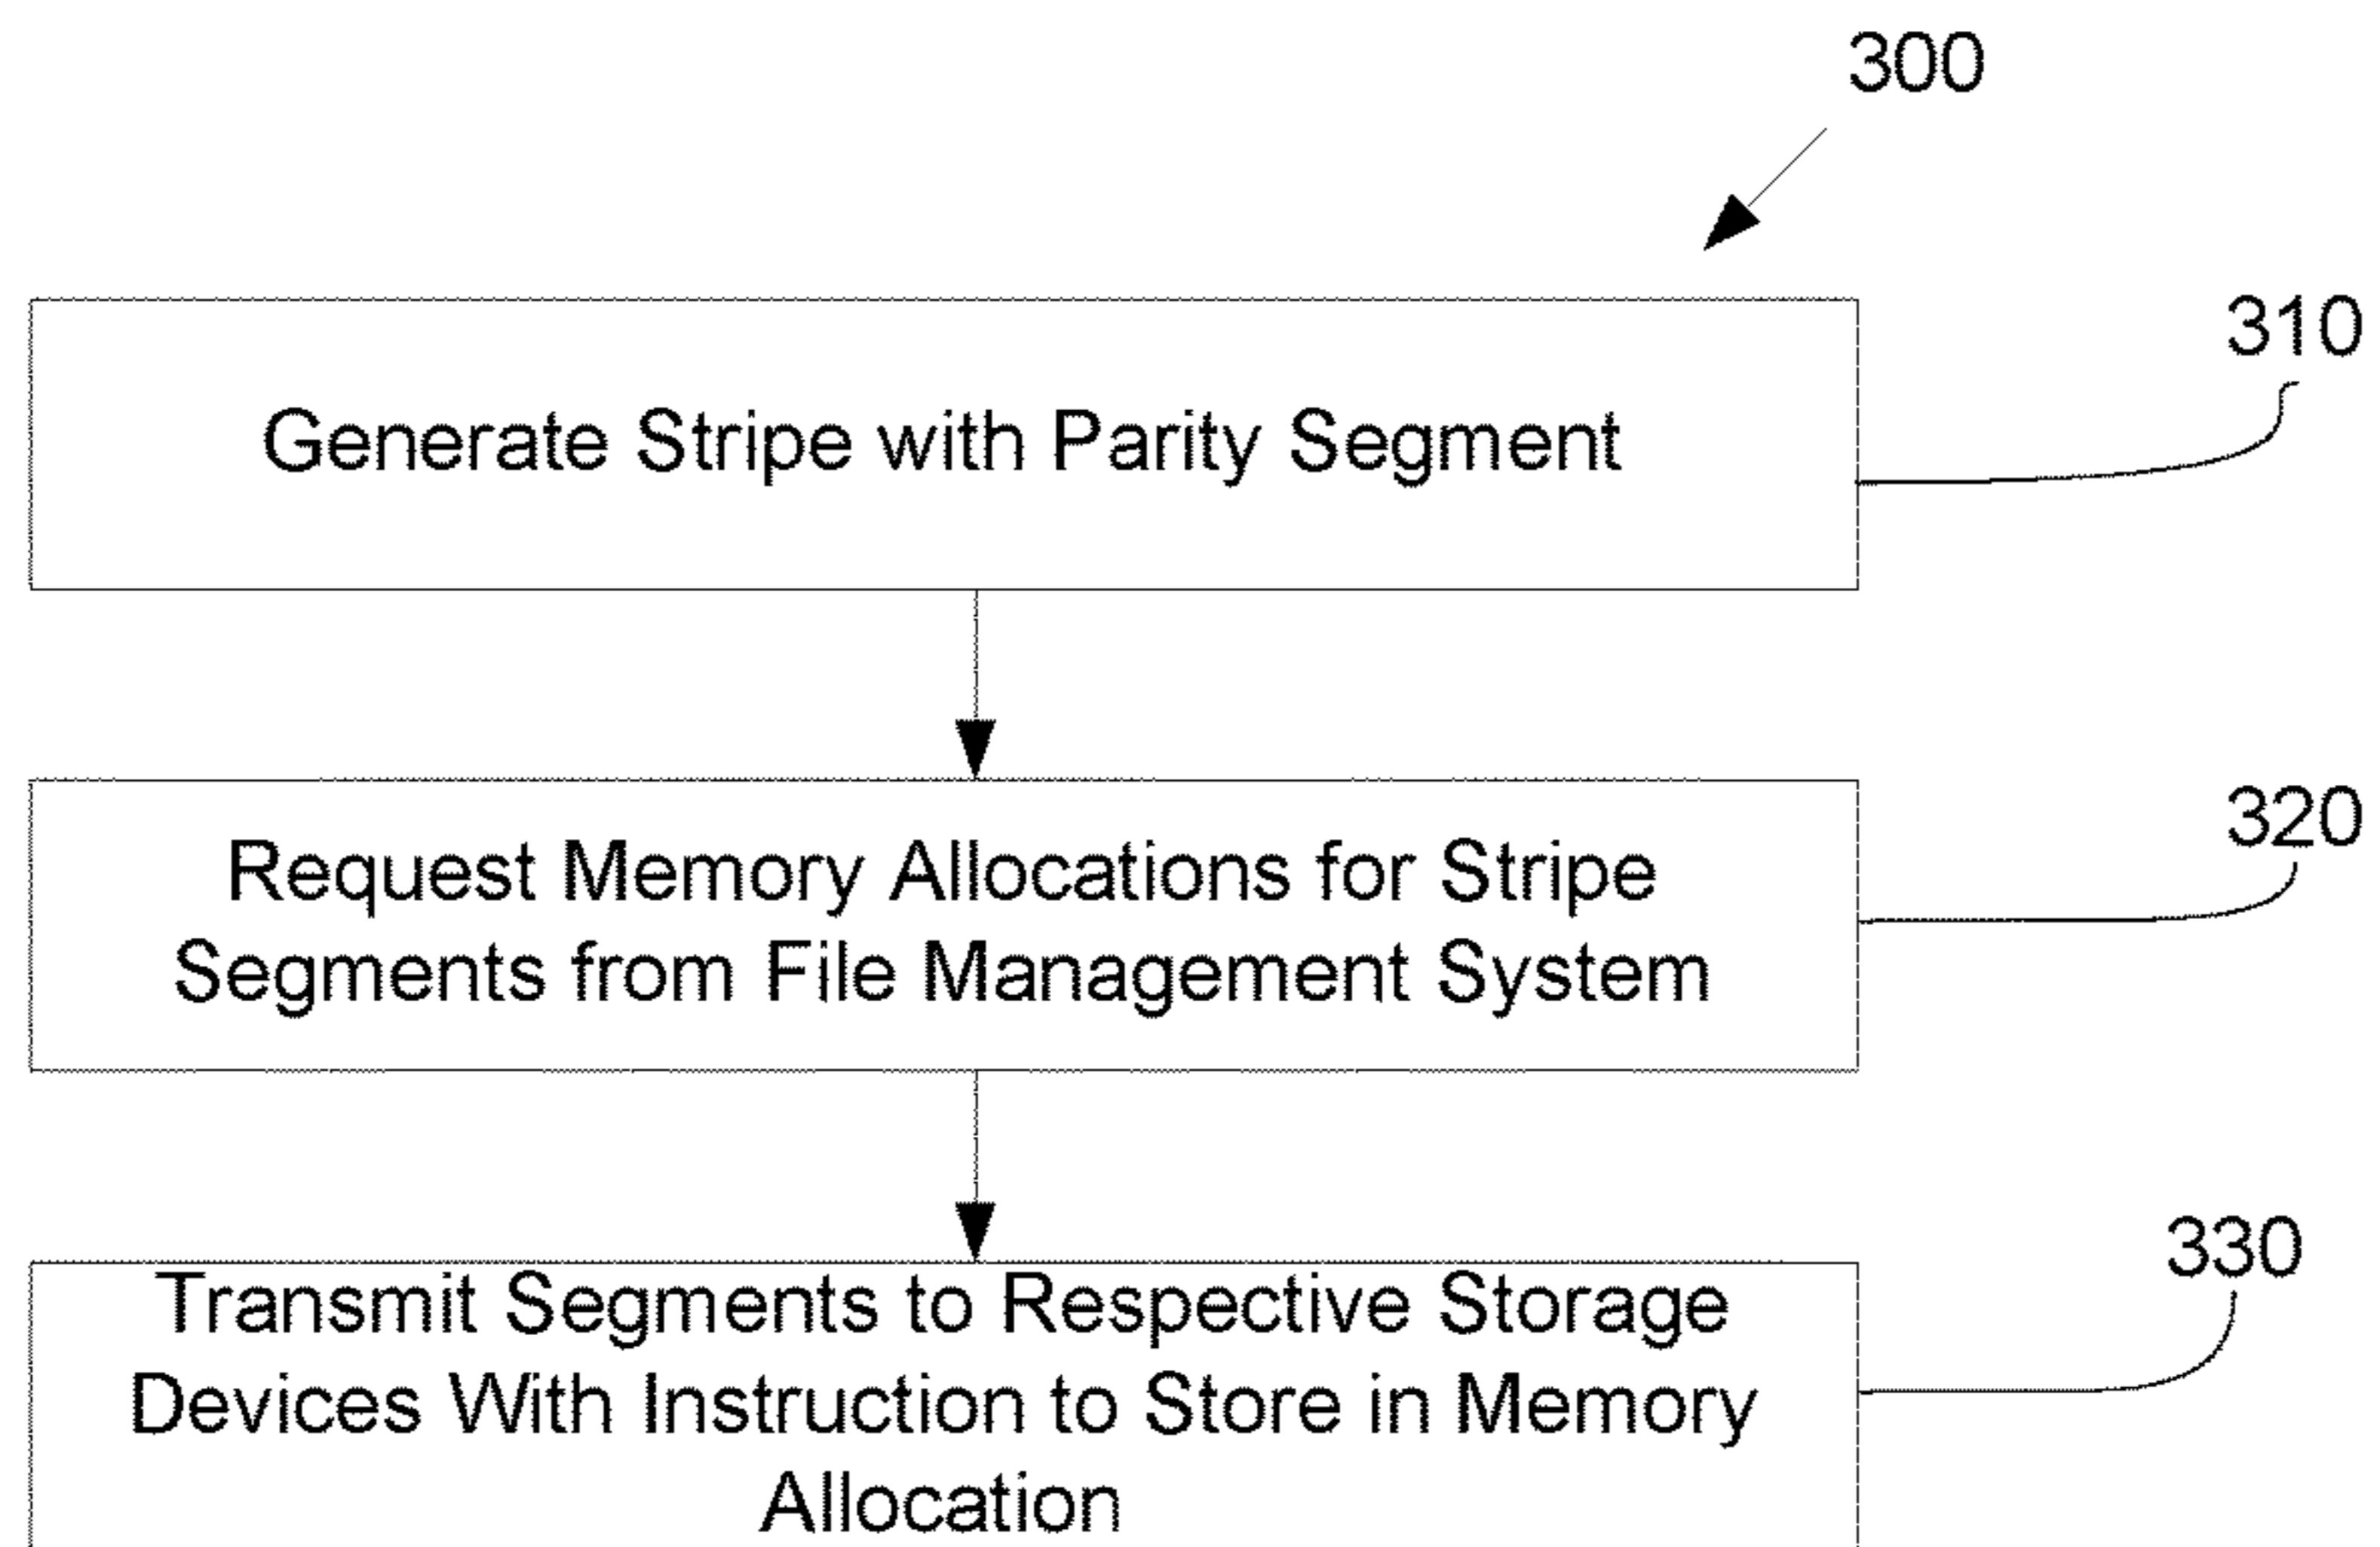 300
310
Generate Stripe with Parity Segment
320
Request Memory Allocations for Stripe
Segments from File Management System
330
Transmit Segments to Respective Storage
Devices With Instruction to Store in Memory
Allocation